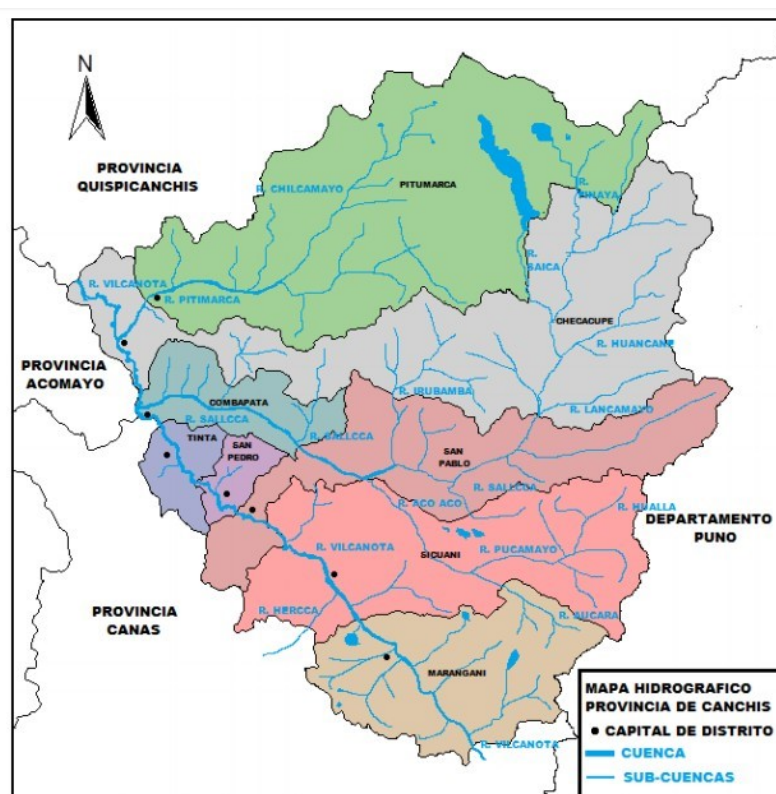 N
PROVINCIA
QUISPICANCHIS
R. CHILCAMAYO
PITUMARCA
R.
PINAYA
R.
SAICA
R. VILCANOTA
R. PITIMARCA
CHECACUPE
R. HUANCANE
PROVINCIA
ACOMAYO
COMBAPATA
R. IRUBAMBA
R. LANCAMAYO
R. SALLCCA
TINTA
R. SALLCCA
SAN
PEDRO
SAN
PABLO
R. SALLCCA
R. ACO ACO
R. HUALLA
DEPARTAMENTO
PUNO
R. VILCANOTA
SICUANI
R. PUCAMAYO
PROVINCIA
CANAS
R. HERCCA
R. AUCARA
MARANGANI
R. VILCANOTA
MAPA HIDROGRAFICO
PROVINCIA DE CANCHIS
CAPITAL DE DISTRITO
CUENCA
SUB-CUENCAS